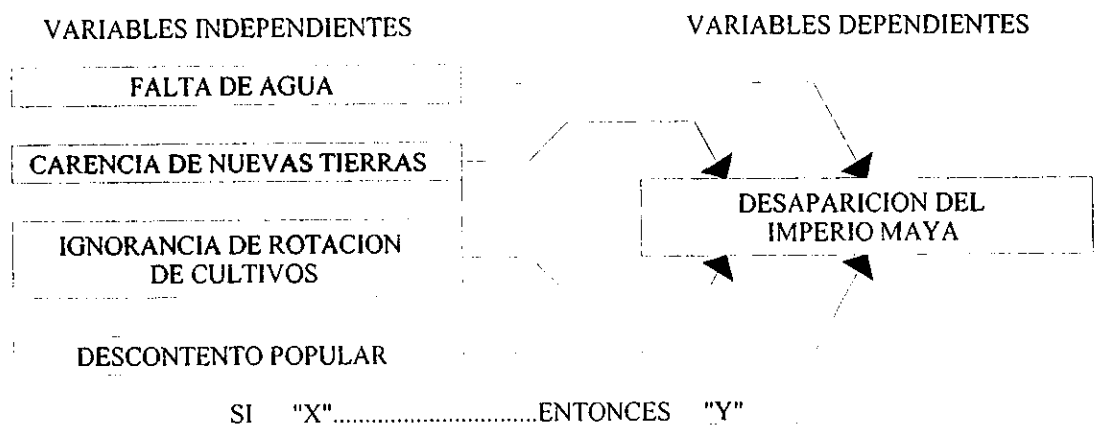 VARIABLES INDEPENDIENTES
VARIABLES DEPENDIENTES
FALTA DE AGUA
CARENCIA DE NUEVAS TIERRAS
IGNORANCIA DE ROTACION
DE CULTIVOS
DESCONTENTO POPULAR
DESAPARICION DEL
IMPERIO MAYA
SI "X"..............................ENTONCES "Y"